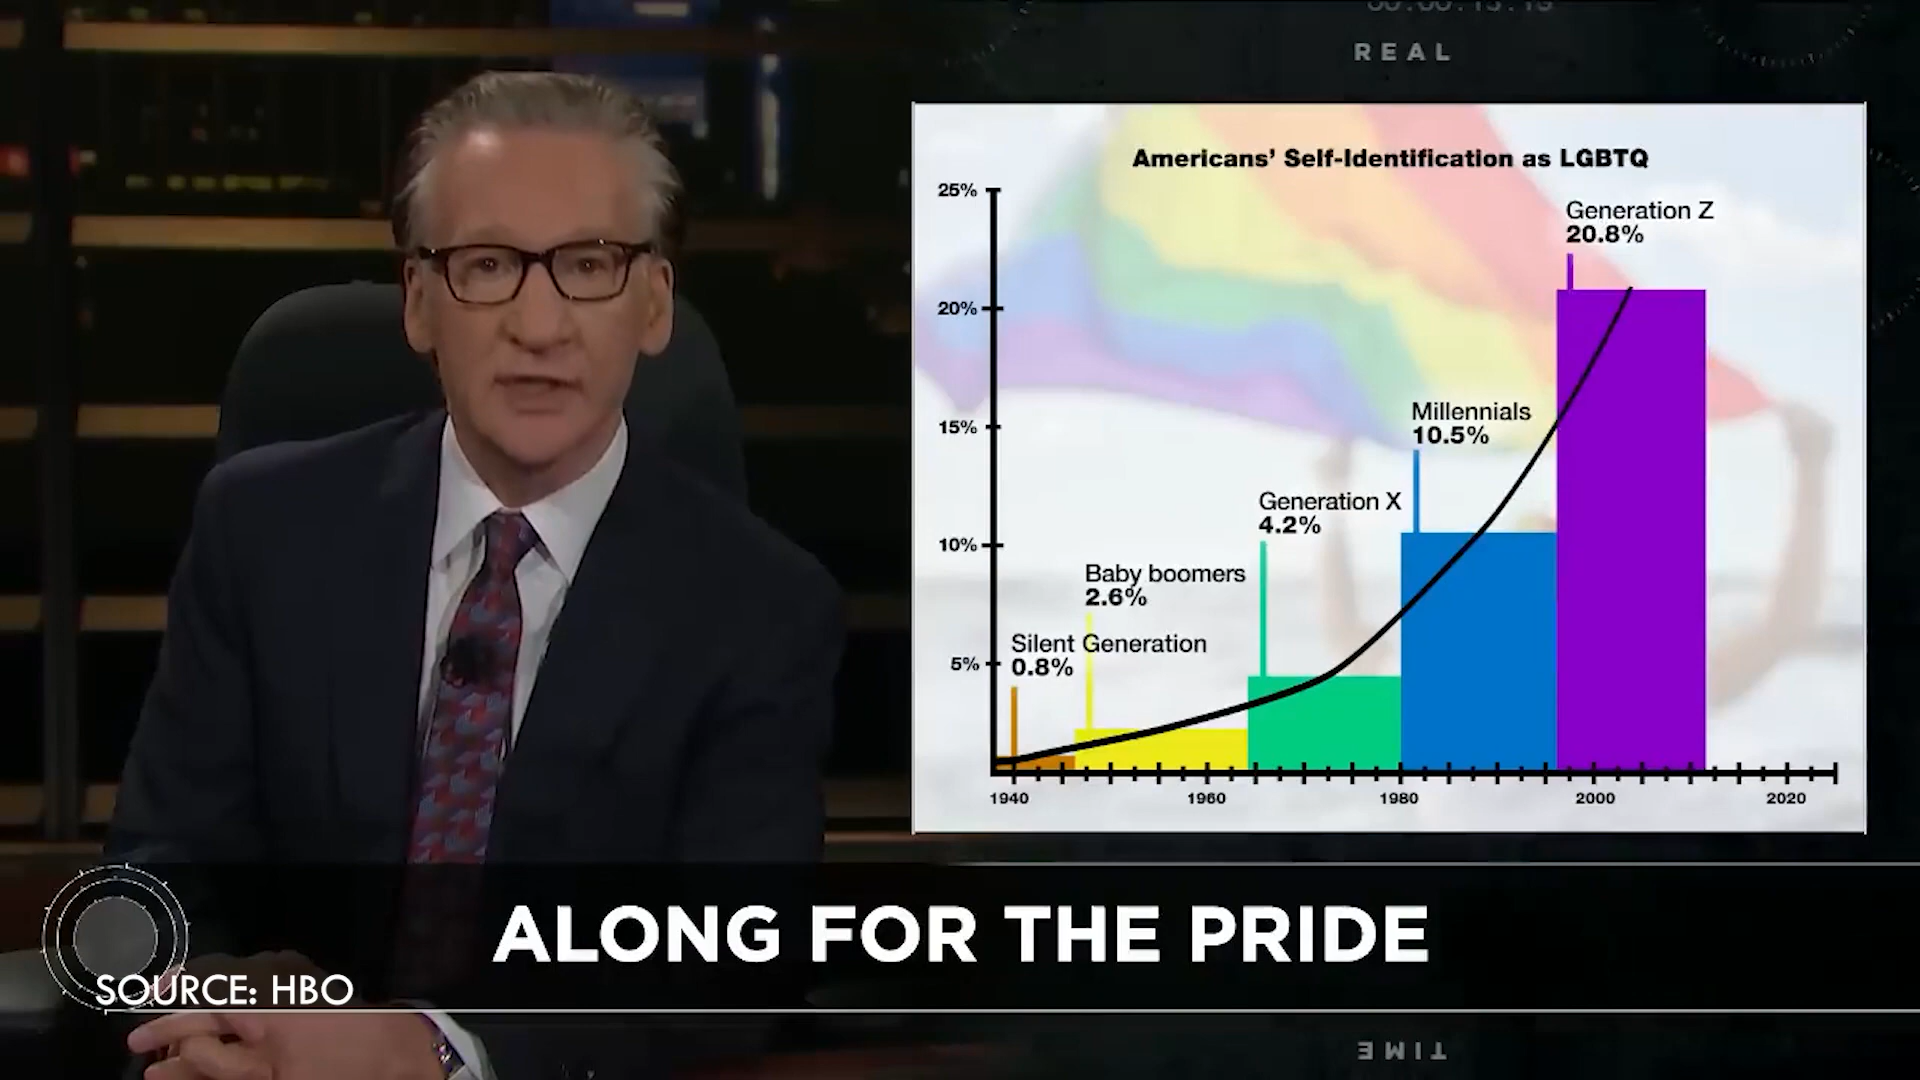 REAL
Americans' Self-Identification as LGBTQ
25%
20%
15%
10%
5%
Generation Z
20.8%
Millennials
10.5%
Generation X
4.2%
Baby boomers
2.6%
Silent Generation
0.8%
1940 1960 1980 2000 2020
ALONG FOR THE PRIDE
SOURCE: HBO
TIME